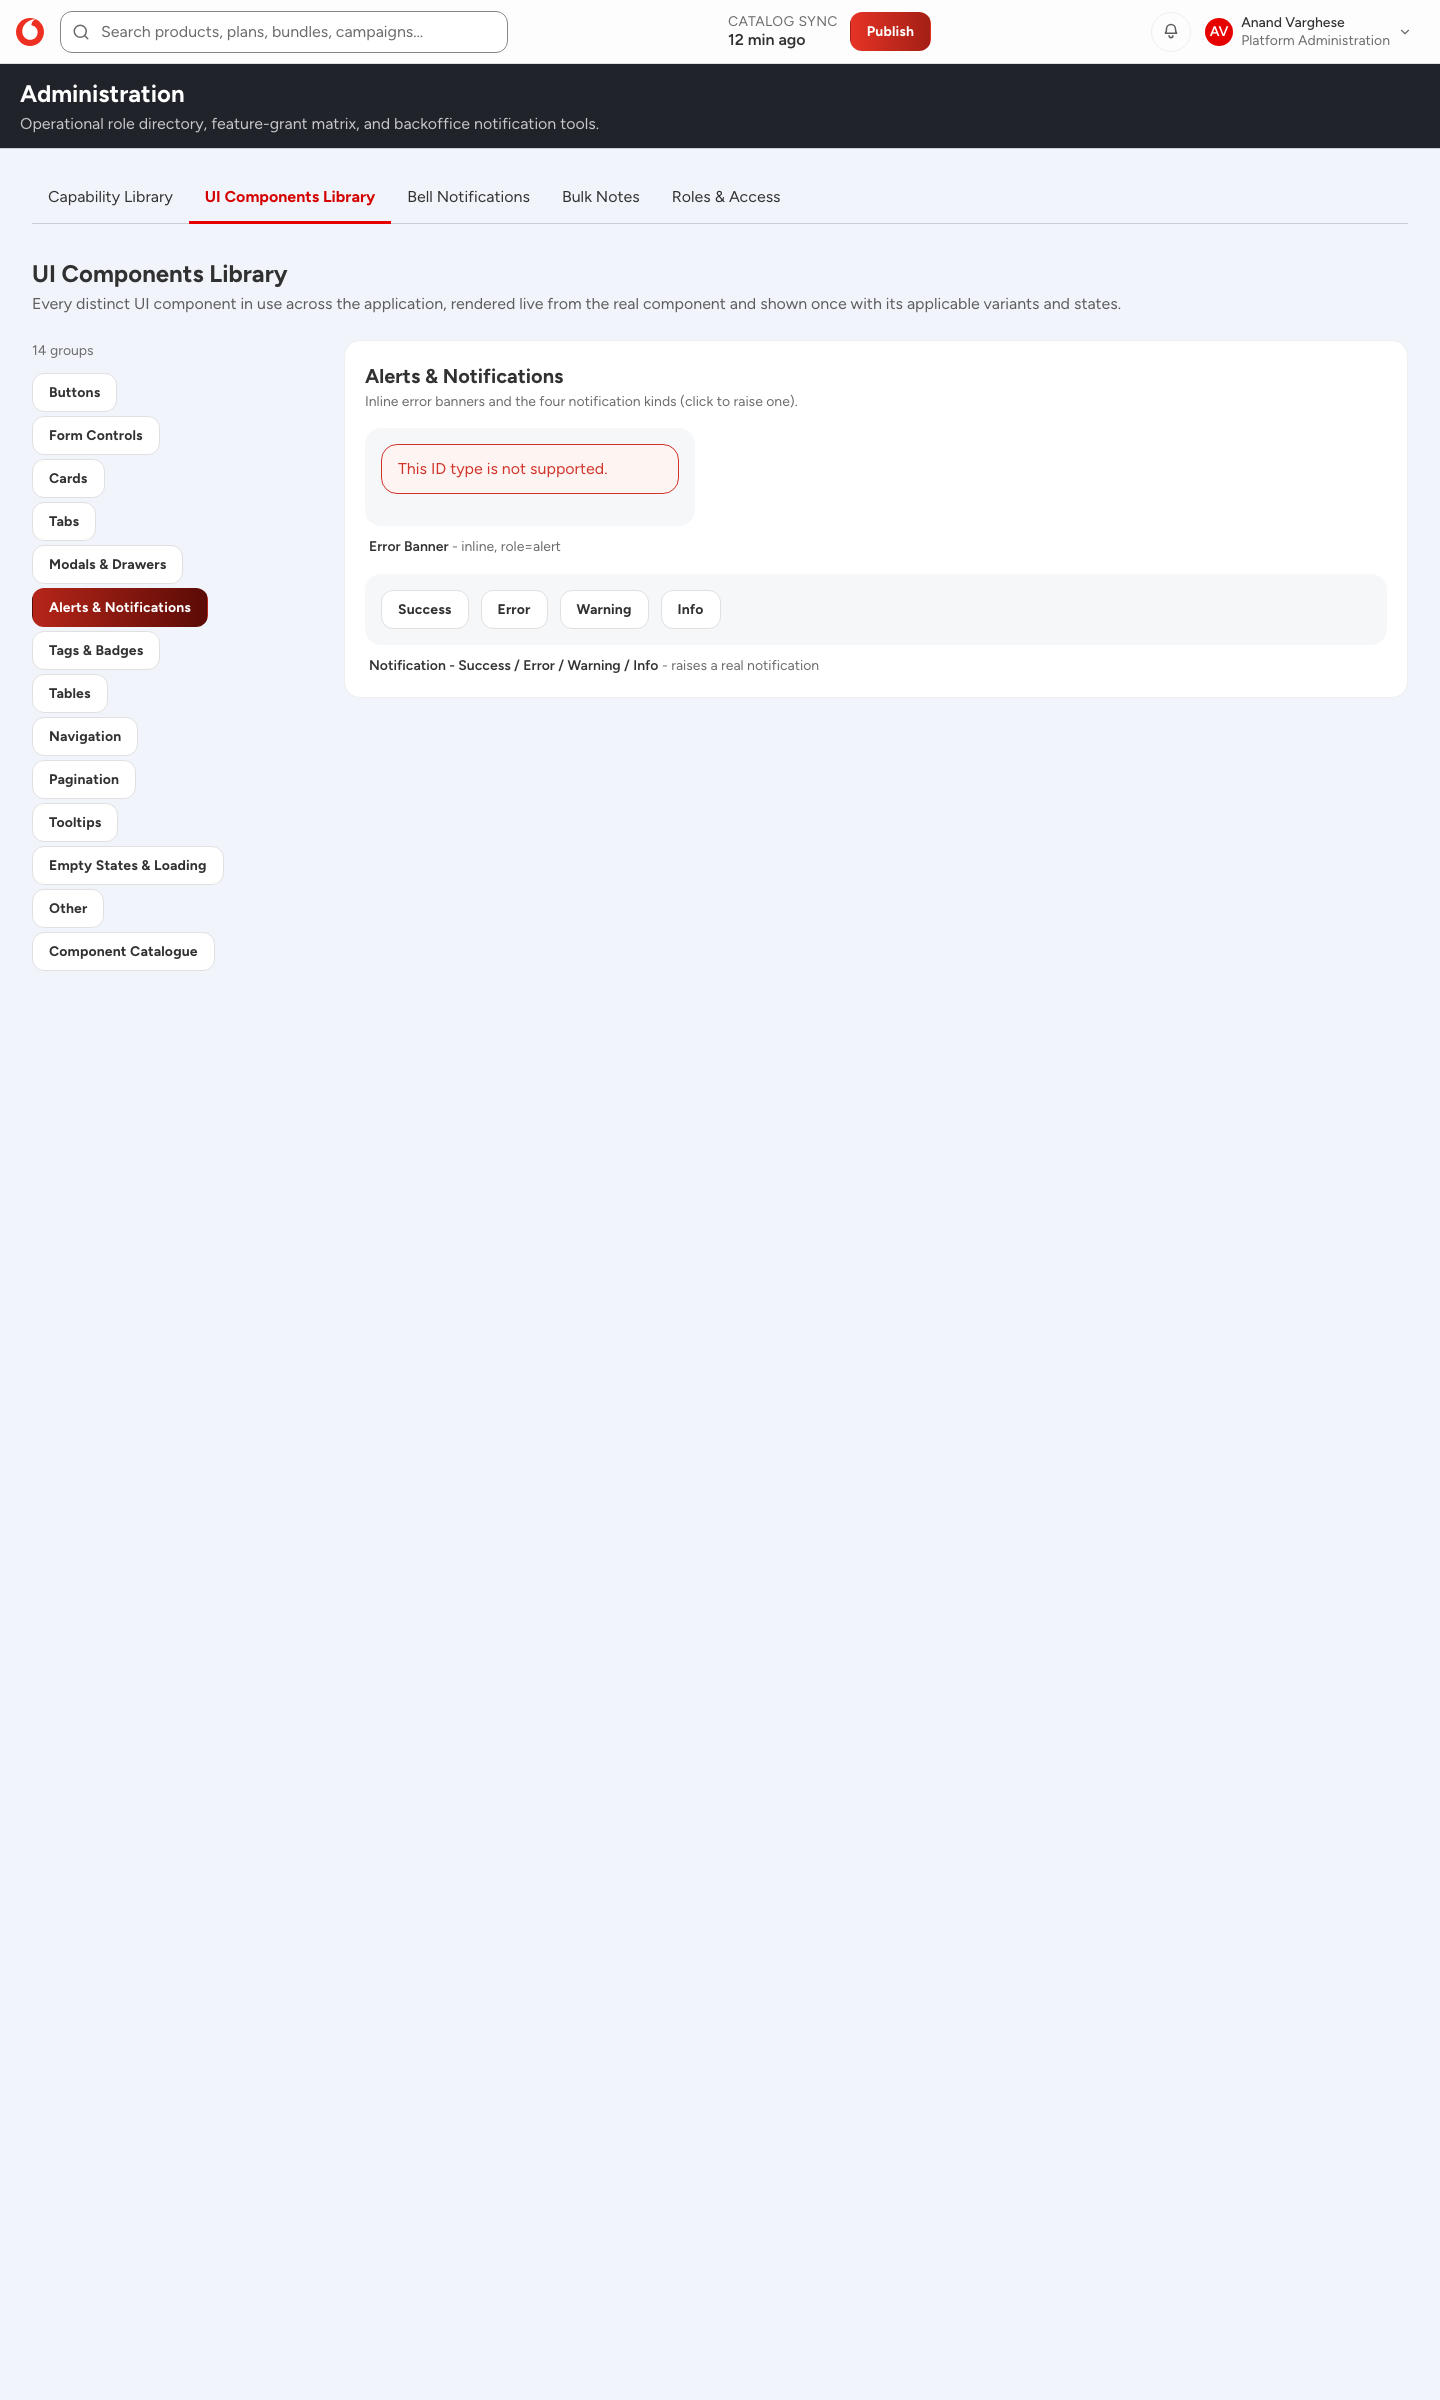 Search products, plans, bundles, campaigns...
CATALOG SYNC
12 min ago
Publish
AV
Anand Varghese
Platform Administration
Administration
Operational role directory, feature-grant matrix, and backoffice notification tools.
Capability Library
UI Components Library
Bell Notifications
Bulk Notes
Roles & Access
UI Components Library
Every distinct UI component in use across the application, rendered live from the real component and shown once with its applicable variants and states.
14 groups
Buttons
Form Controls
Cards
Tabs
Modals & Drawers
Alerts & Notifications
Tags & Badges
Tables
Navigation
Pagination
Tooltips
Empty States & Loading
Other
Component Catalogue
Alerts & Notifications
Inline error banners and the four notification kinds (click to raise one).
This ID type is not supported.
Error Banner - inline, role=alert
Success
Error
Warning
Info
Notification - Success / Error / Warning / Info - raises a real notification